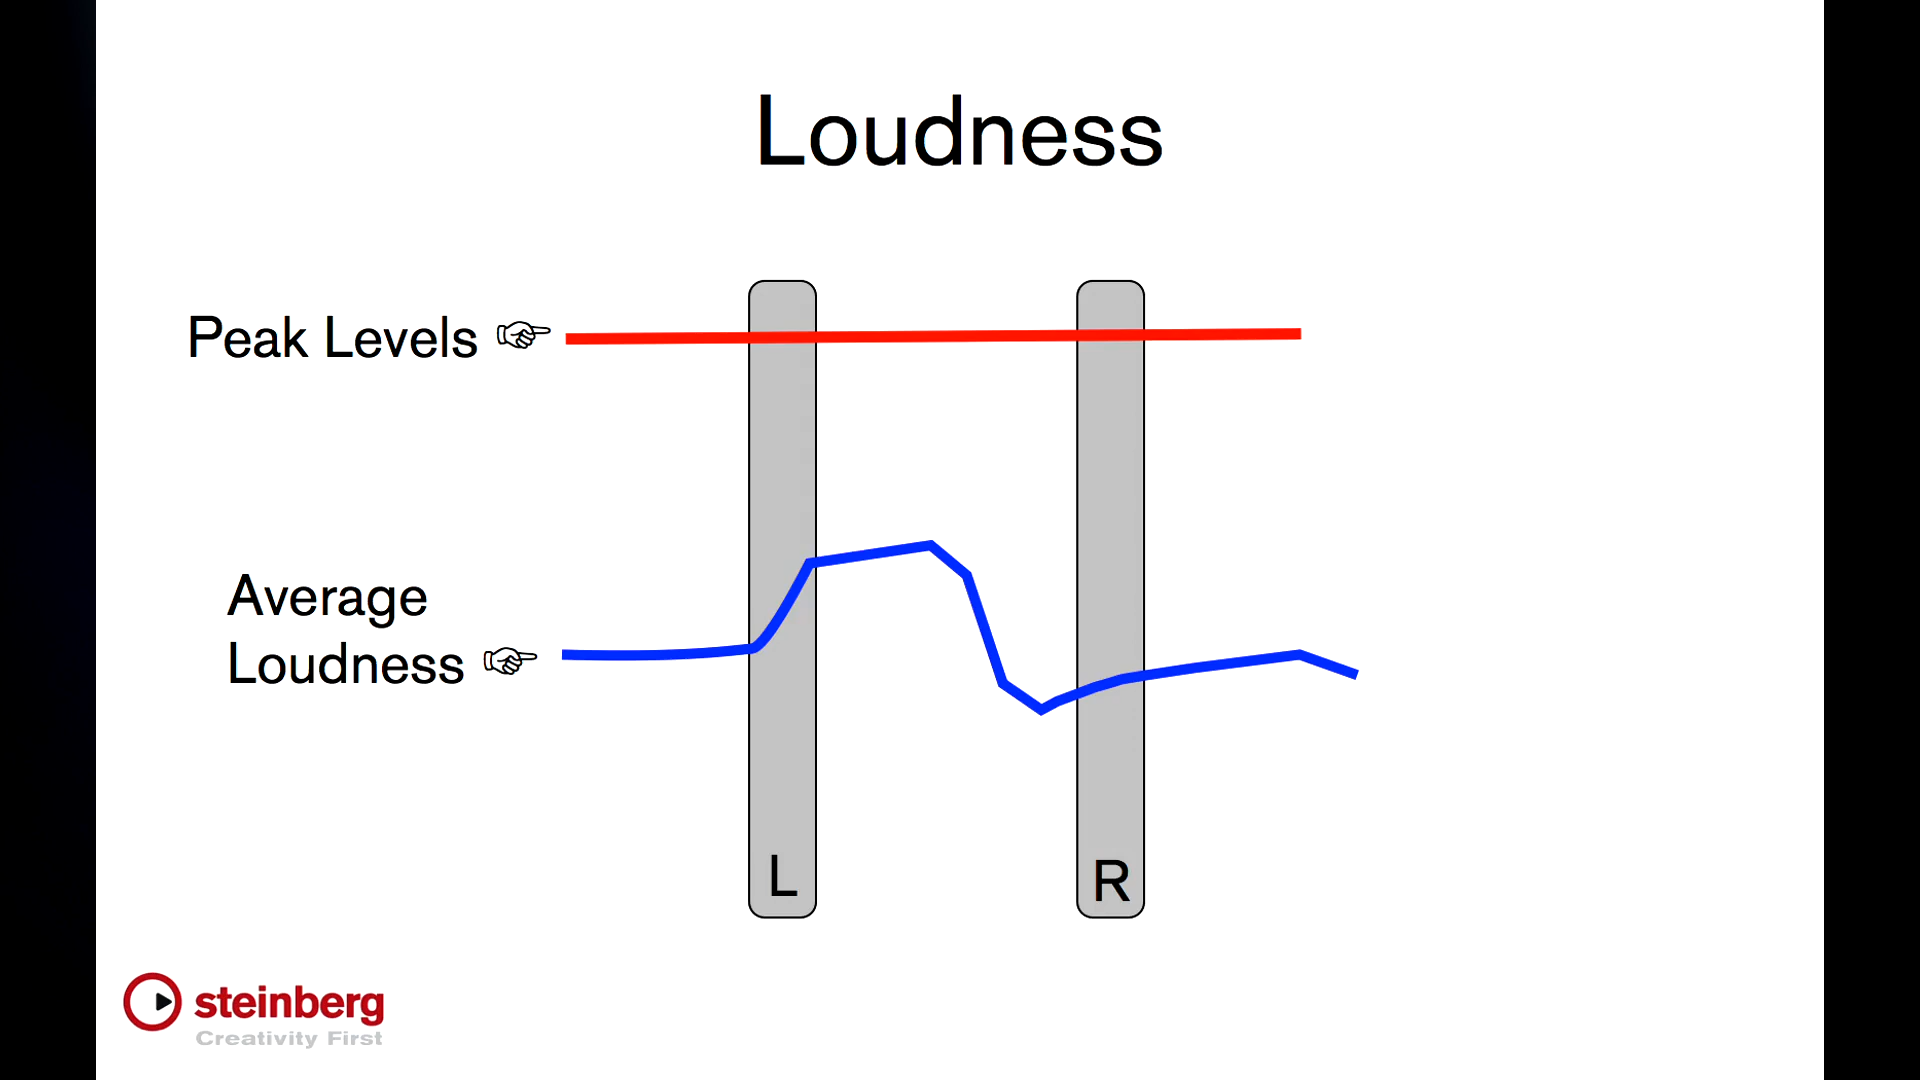 Loudness
Peak Levels ☞
Average
Loudness ☞
L
R
steinberg
Creativity First